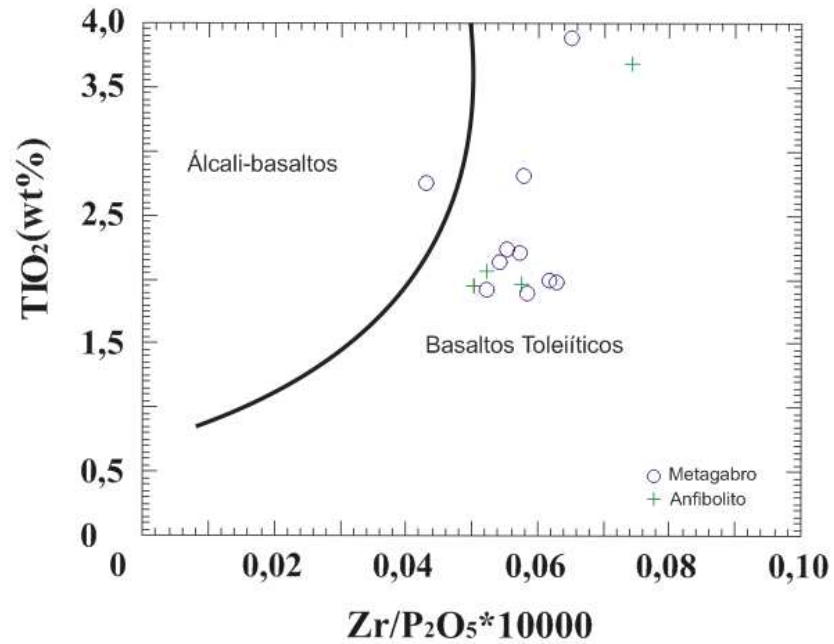 4,0
3,5
Álcali-basaltos
2,5
TIO₂(wt%)
1,5
Basaltos Toleiíticos
0,5
Metagabro
Anfibolito
0
0 0,02 0,04 0,06 0,08 0,10
Zr/P₂O₅*10000